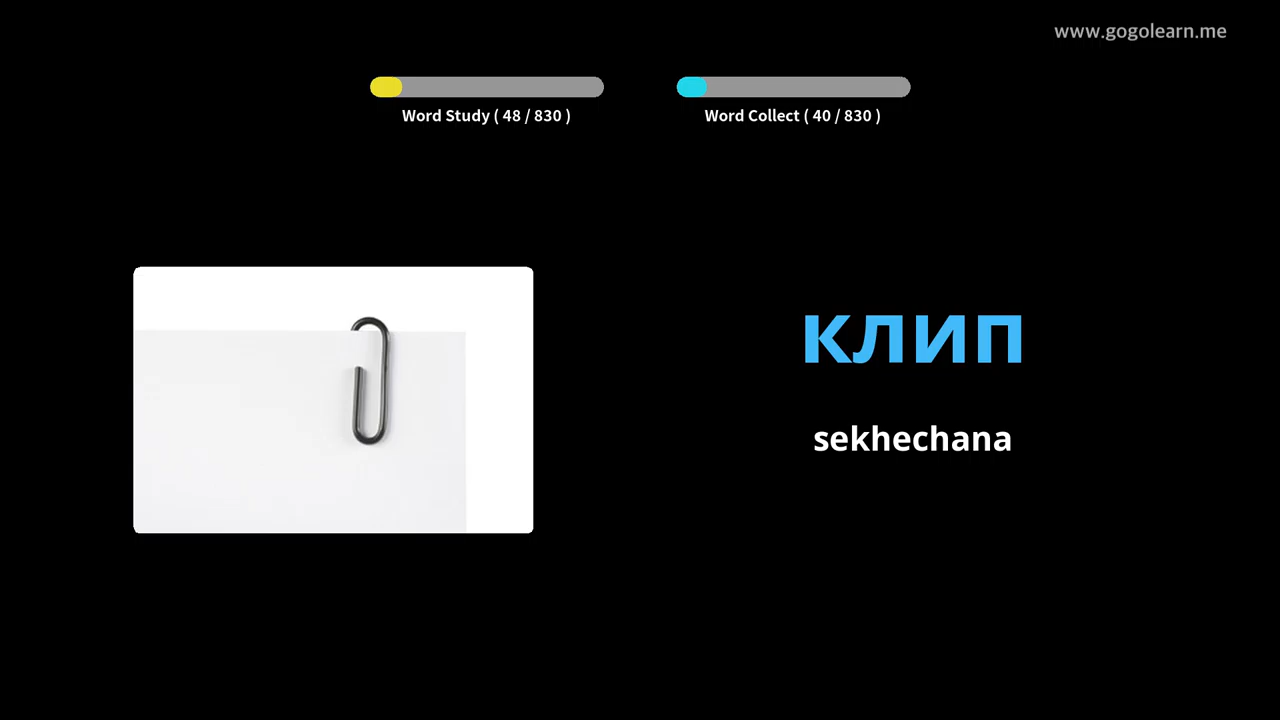 www.gogolearn.me
Word Study ( 48 / 830 )
Word Collect ( 40 / 830 )
клип
sekhechana